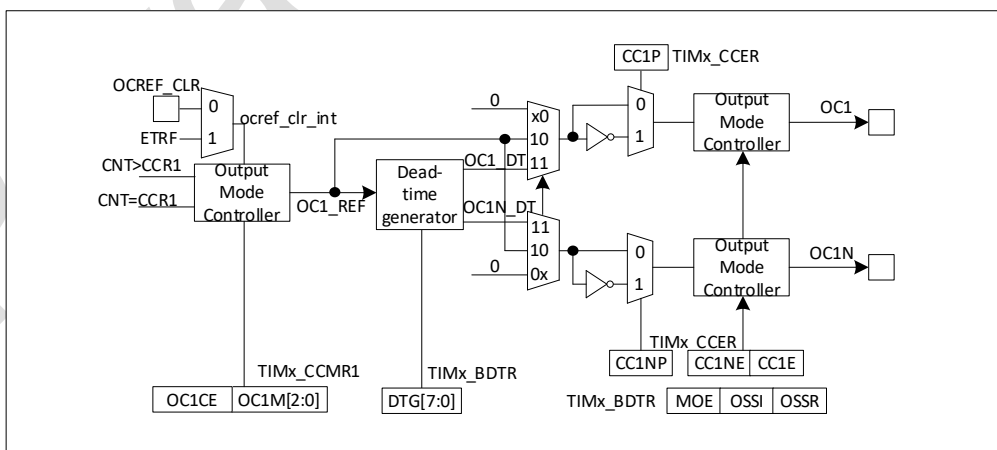 CC1P
TIMx_CCER
OCREF_CLR
0
ocref_clr_int
ETRF
1
0
x0
10
11
0
1
Output
Mode
Controller
OC1
CNT>CCR1
CNT=CCR1
Output
Mode
Controller
OC1_REF
Dead-
time
generator
OC1_DT
OC1N_DT
11
10
0x
0
0
1
Output
Mode
Controller
OC1N
TIMx_CCMR1
OC1CE
OC1M[2:0]
TIMx_BDTR
DTG[7:0]
TIMx_CCER
CC1NP
CC1NE
CC1E
TIMx_BDTR
MOE
OSSI
OSSR